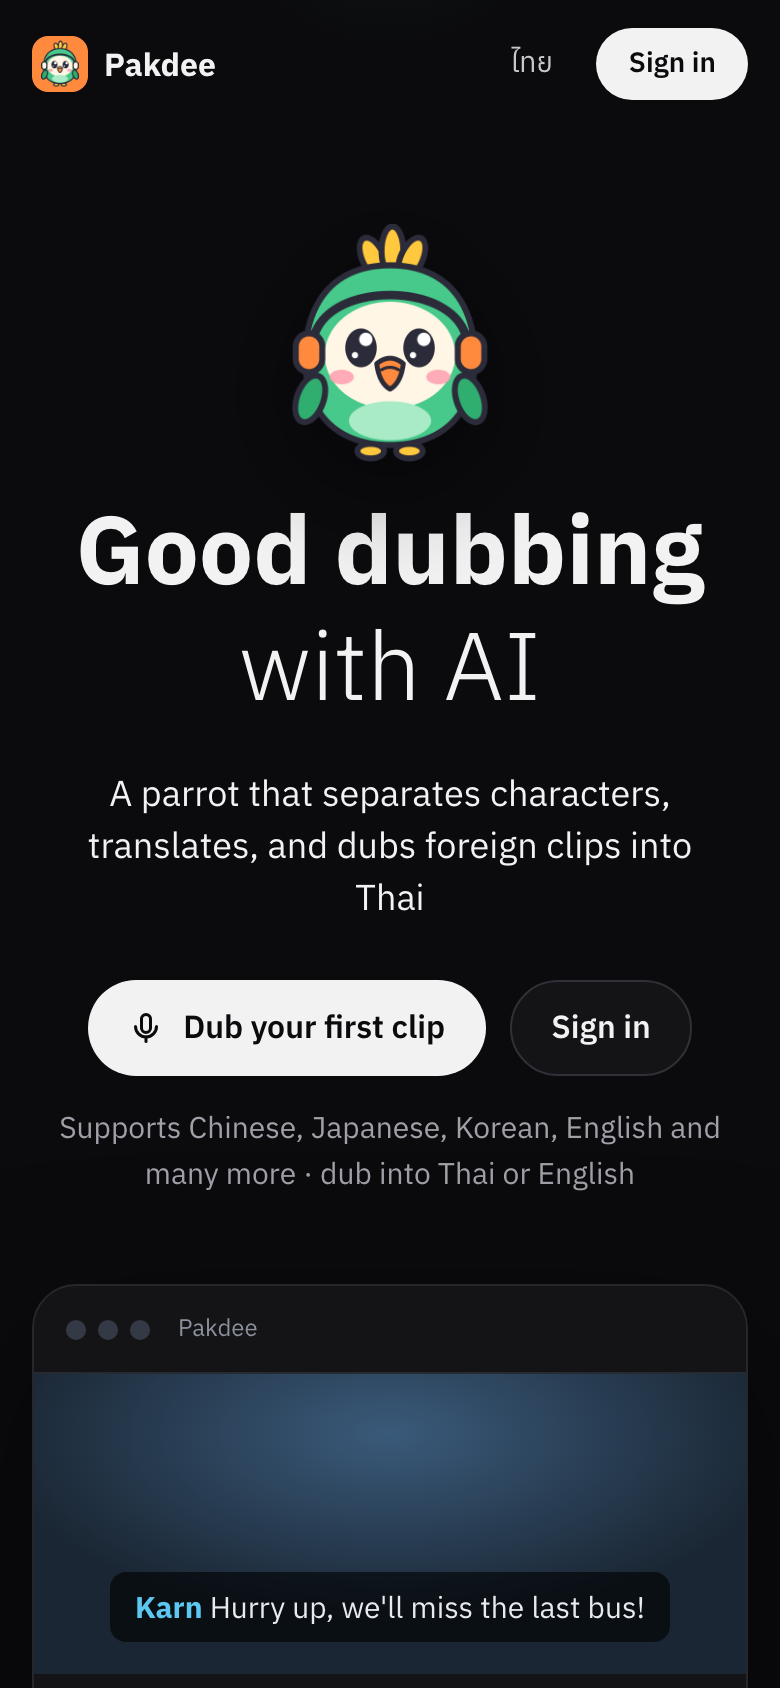 Pakdee
ไทย
Sign in
Good dubbing
with AI
A parrot that separates characters,
translates, and dubs foreign clips into
Thai
Dub your first clip
Sign in
Supports Chinese, Japanese, Korean, English and
many more · dub into Thai or English
Pakdee
Karn Hurry up, we'll miss the last bus!